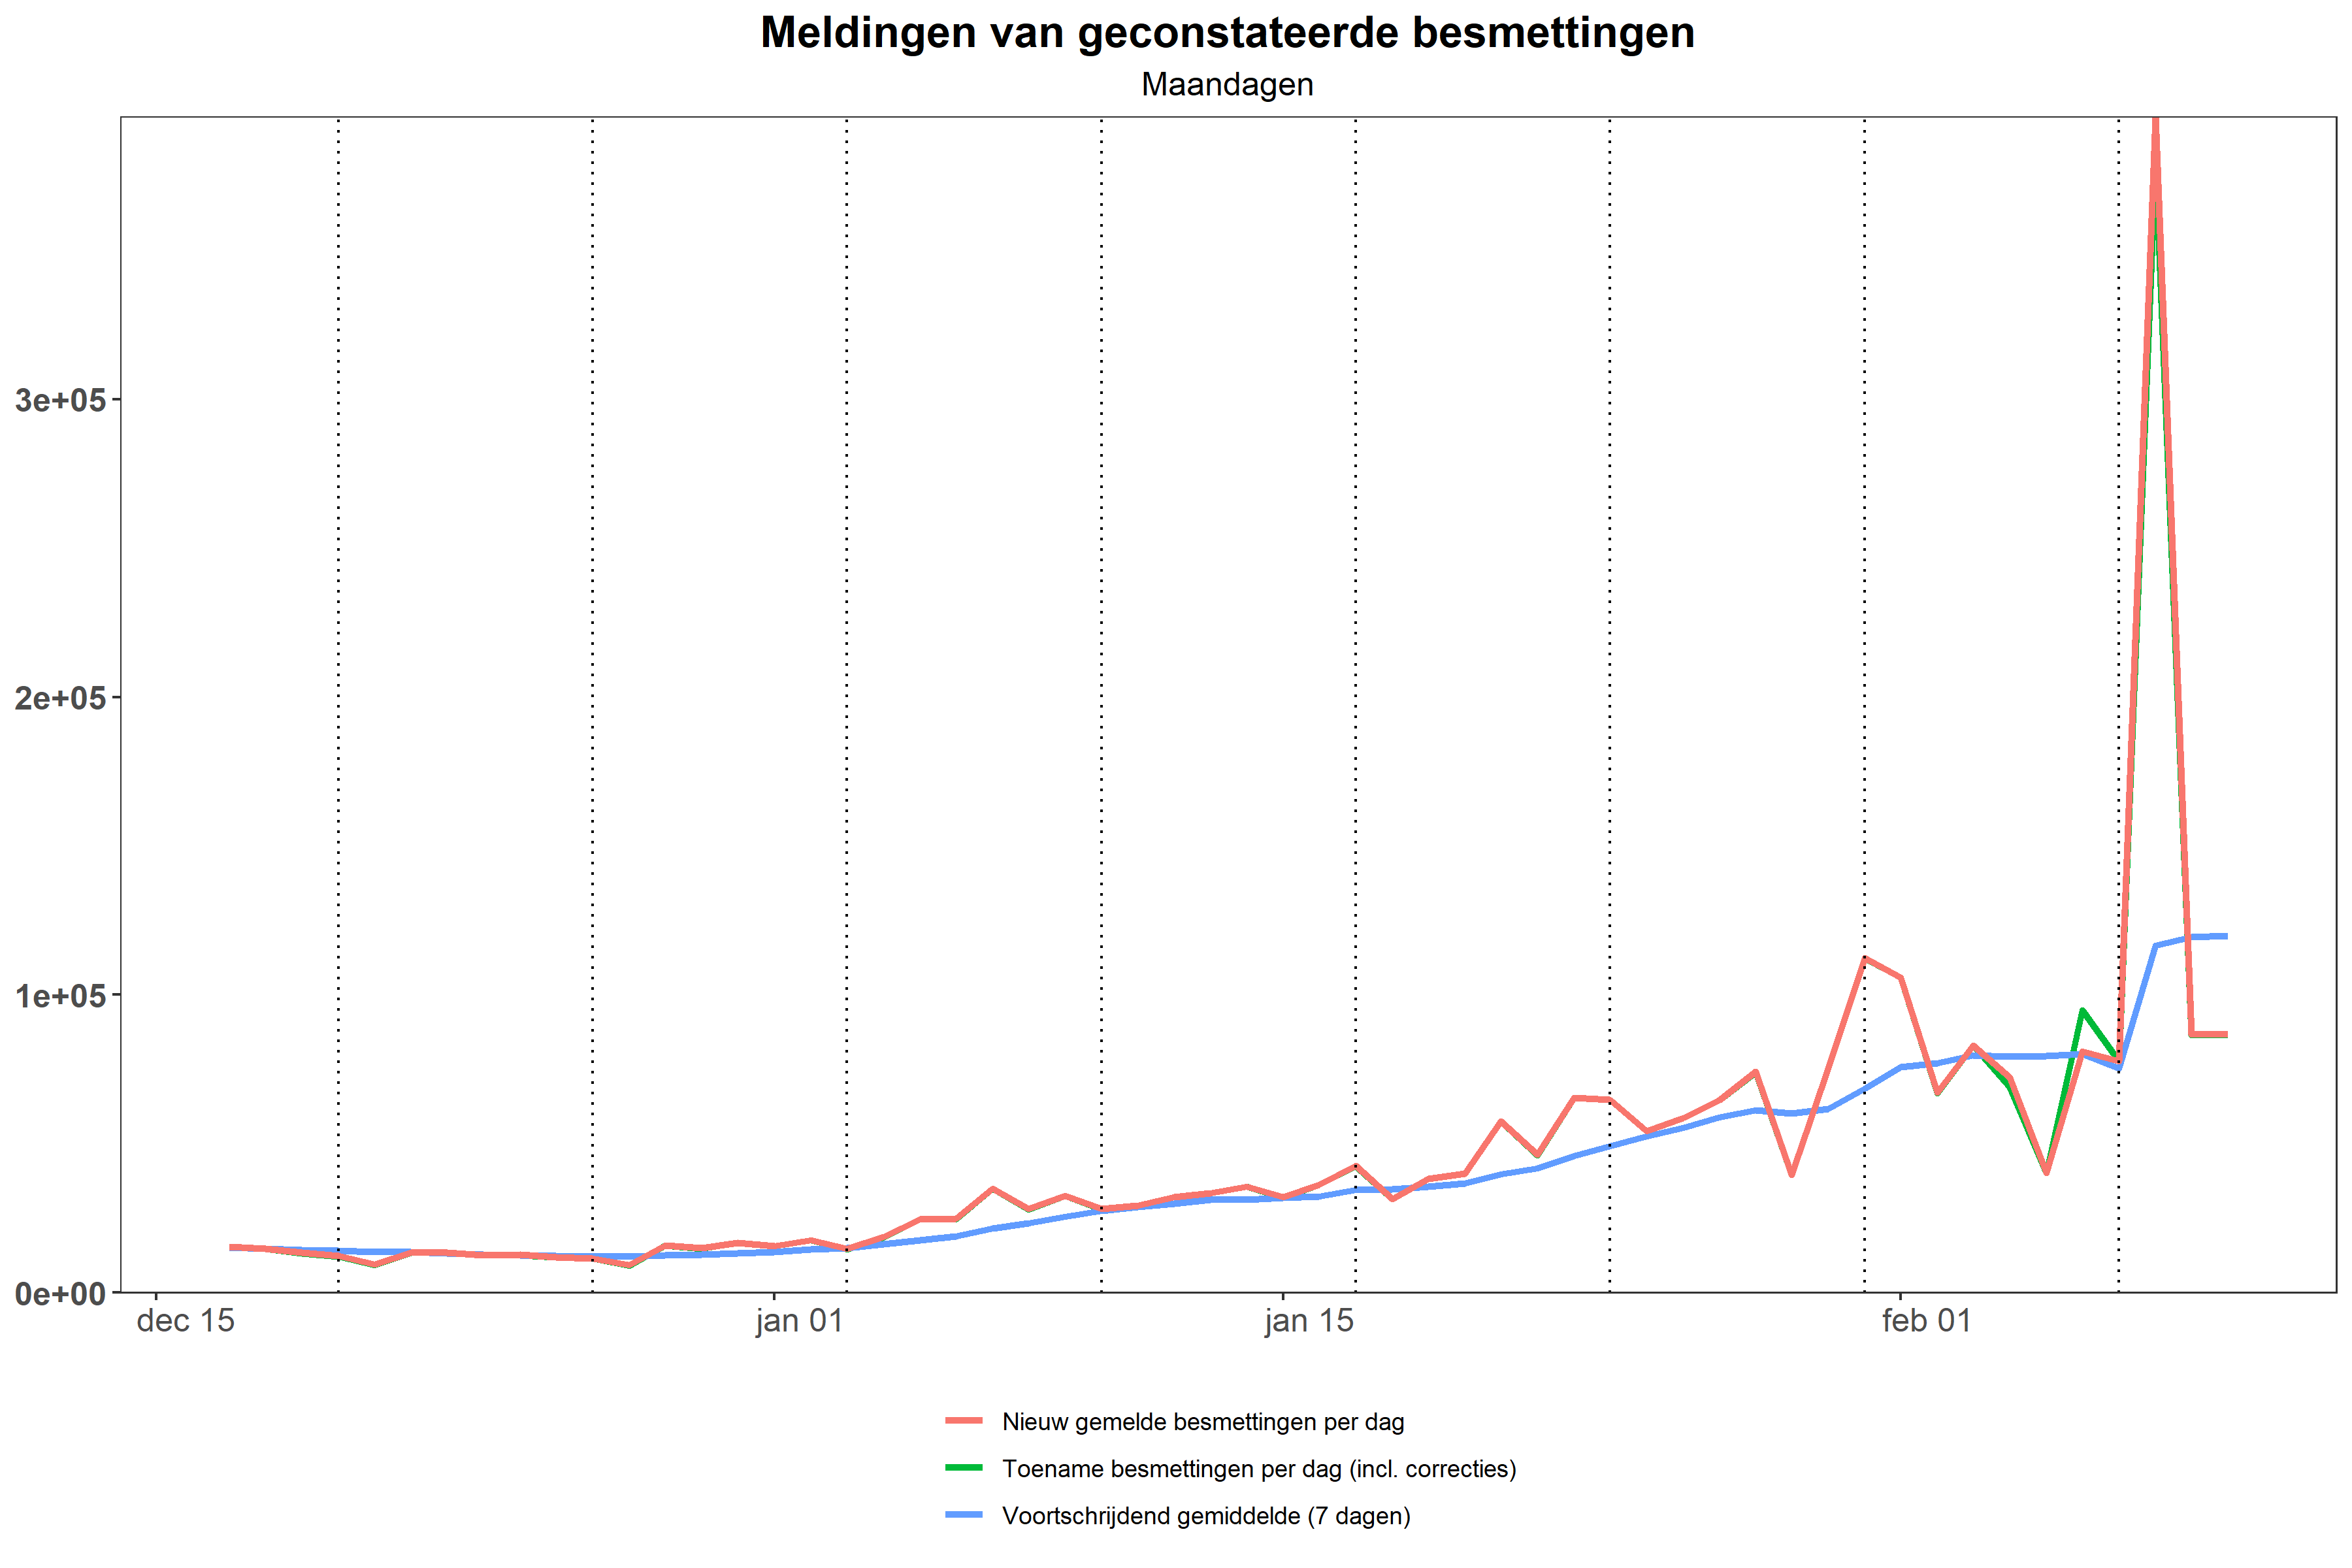 Meldingen van geconstateerde besmettingen
Maandagen
3e+05
2e+05
1e+05
0e+00
dec 15
jan 01
jan 15
feb 01
Nieuw gemelde besmettingen per dag
Toename besmettingen per dag (incl. correcties)
Voortschrijdend gemiddelde (7 dagen)